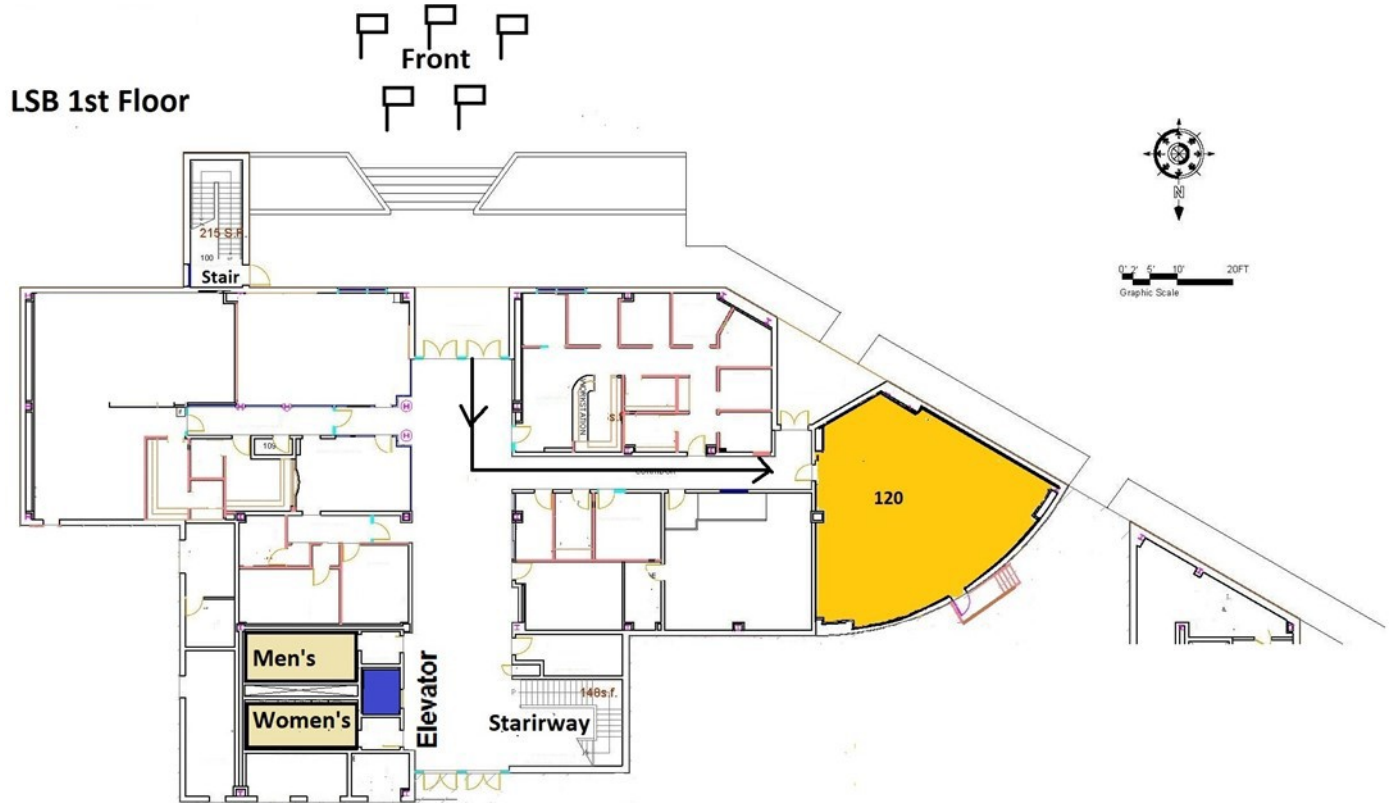 Front
LSB 1st Floor
N
0' 2' 5' 10' 20FT
Graphic Scale
215 S.F.
100
Stair
WORKSTATION
H
H
109
CORRIDOR
120
Men's
Women's
Elevator
148s.f.
Starirway